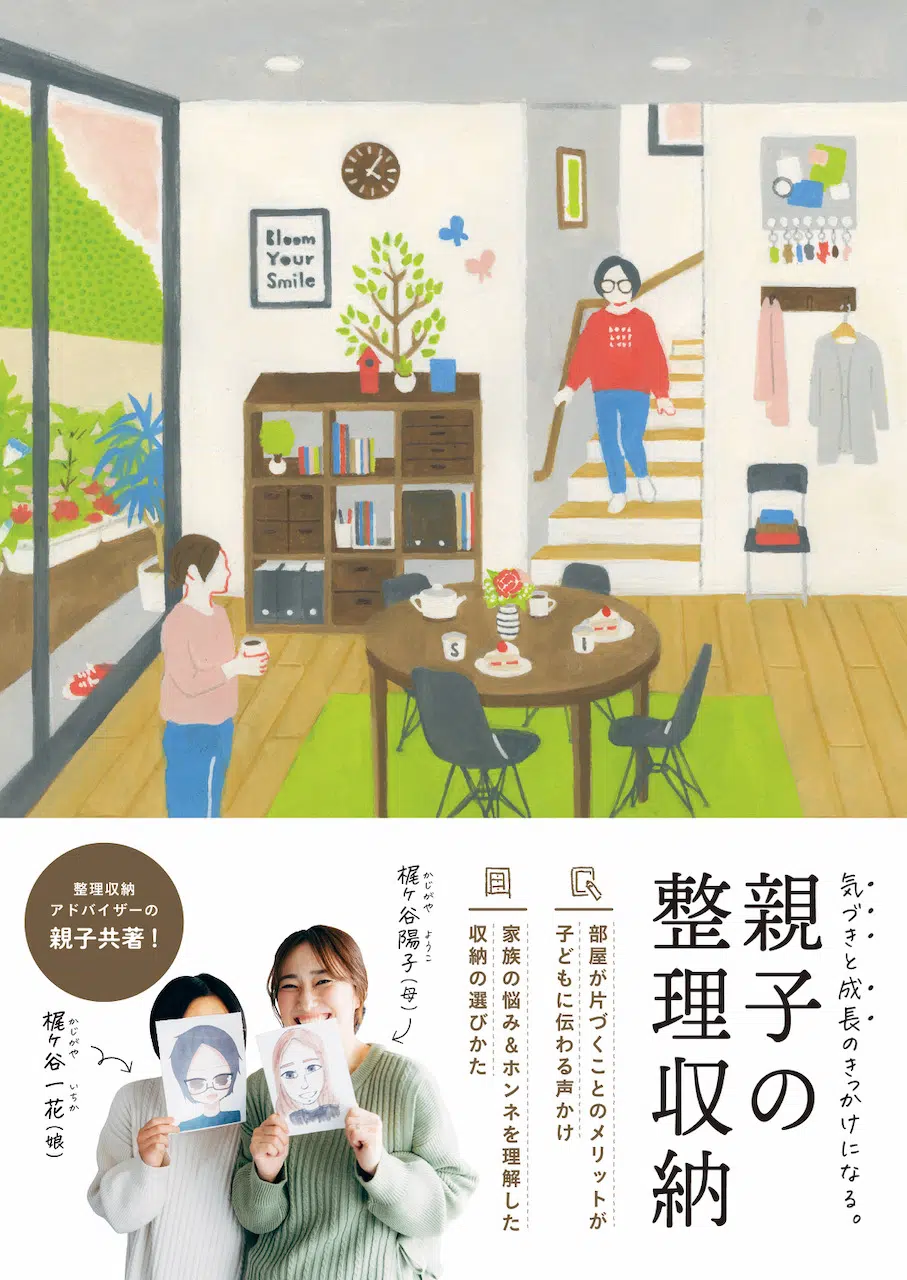 Bloom
Your
Smile
S
I
気づきと成長のきっかけになる。
親子の
整理収納
部屋が片づくことのメリットが
子どもに伝わる声かけ
家族の悩み&ホンネを理解した
収納の選びかた
梶ヶ谷陽子(母)
かじがや ようこ
整理収納
アドバイザーの
親子共著!
梶ヶ谷一花(娘)
かじがや いちか